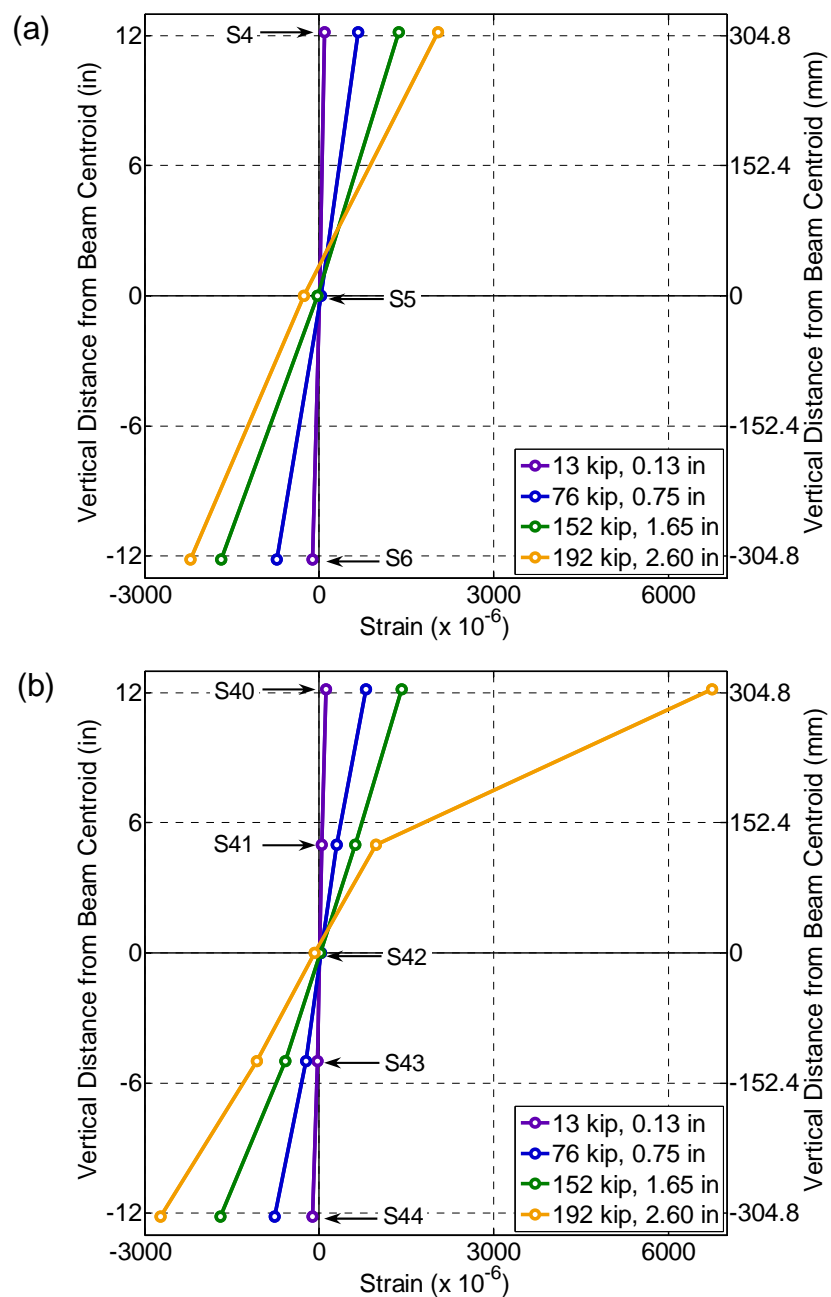 (a)
Vertical Distance from Beam Centroid (in)
12
6
0
-6
-12
S4
S5
S6
304.8
152.4
0
-152.4
-304.8
Vertical Distance from Beam Centroid (mm)
13 kip, 0.13 in
76 kip, 0.75 in
152 kip, 1.65 in
192 kip, 2.60 in
-3000 0 3000 6000
Strain (x 10-6)
(b)
Vertical Distance from Beam Centroid (in)
12
6
0
-6
-12
S40
S41
S42
S43
S44
304.8
152.4
0
-152.4
-304.8
Vertical Distance from Beam Centroid (mm)
13 kip, 0.13 in
76 kip, 0.75 in
152 kip, 1.65 in
192 kip, 2.60 in
-3000 0 3000 6000
Strain (x 10-6)